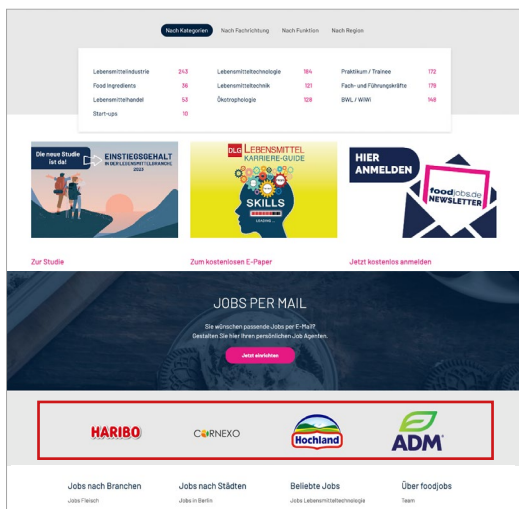 Nach Kategorien Nach Fachrichtung Nach Funktion Nach Region
Lebensmittelindustrie 243 Lebensmitteltechnologie 184 Praktikum / Trainee 172
Food Ingredients 36 Lebensmitteltechnik 121 Fach- und Führungskräfte 179
Lebensmittelhandel 53 Ökotrophologie 128 BWL / WiWi 148
Start-ups 10
Die neue Studie
ist da!
EINSTIEGSGEHALT
IN DER LEBENSMITTELBRANCHE
2023
DLG LEBENSMITTEL
KARRIERE-GUIDE
SKILLS
LOADING...
HIER
ANMELDEN
foodjobs.de
NEWSLETTER
Zur Studie Zum kostenlosen E-Paper Jetzt kostenlos anmelden
JOBS PER MAIL
Sie wünschen passende Jobs per E-Mail?
Gestalten Sie hier Ihren persönlichen Job Agenten.
Jetzt einrichten
HARIBO CORNEXO Hochland ADM
Jobs nach Branchen Jobs nach Städten Beliebte Jobs Über foodjobs
Jobs Fleisch Jobs in Berlin Jobs Lebensmitteltechnologie Team